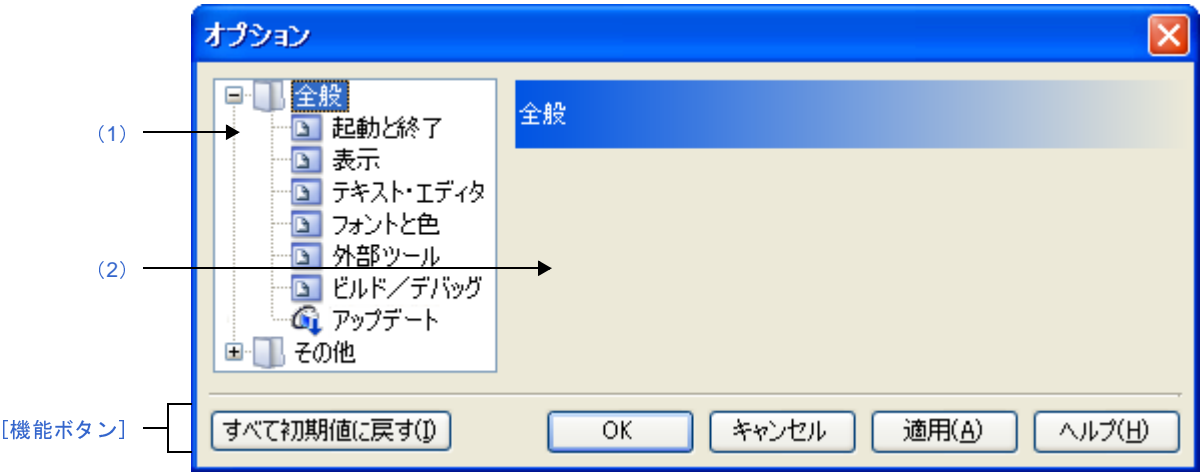 オプション
全般
起動と終了
表示
テキスト・エディタ
フォントと色
外部ツール
ビルド／デバッグ
アップデート
その他
全般
(1)
(2)
[機能ボタン]
すべて初期値に戻す(I) OK キャンセル 適用(A) ヘルプ(H)